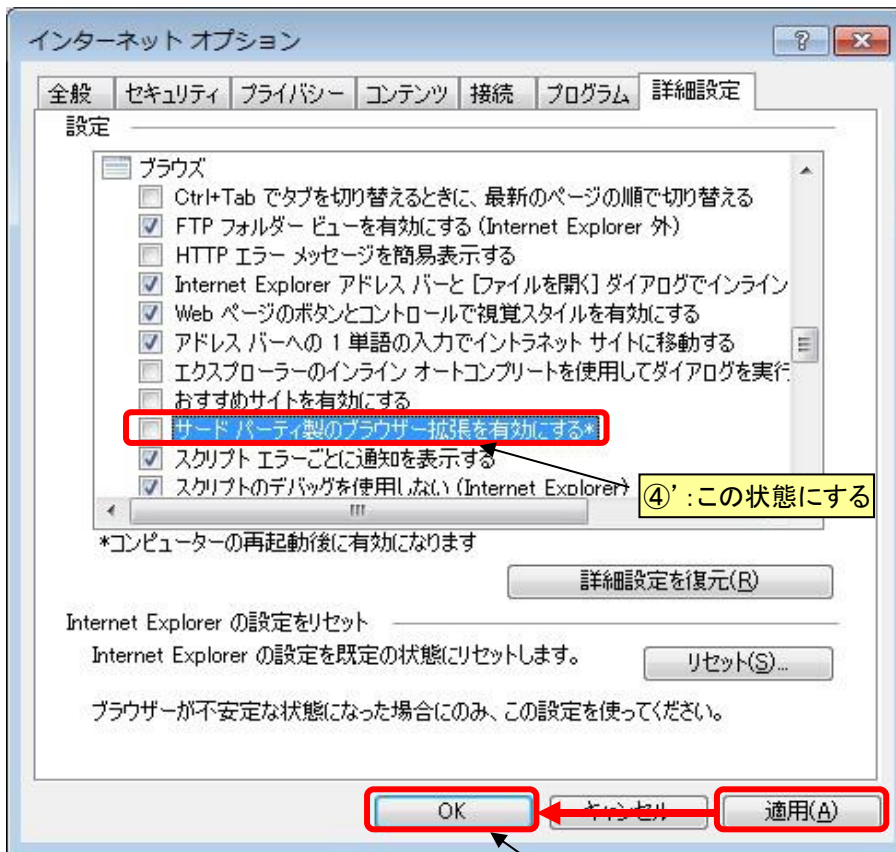 インターネット オプション
全般 セキュリティ プライバシー コンテンツ 接続 プログラム 詳細設定
設定
ブラウズ
Ctrl+Tab でタブを切り替えるときに、最新のページの順で切り替える
FTP フォルダー ビューを有効にする (Internet Explorer 外)
HTTP エラー メッセージを簡易表示する
Internet Explorer アドレス バーと [ファイルを開く] ダイアログでインライン
Web ページのボタンとコントロールで視覚スタイルを有効にする
アドレス バーへの 1 単語の入力でイントラネット サイトに移動する
エクスプローラーのインライン オートコンプリートを使用してダイアログを実行
おすすめサイトを有効にする
サード パーティ製のブラウザー拡張を有効にする*
スクリプト エラーごとに通知を表示する
スクリプトのデバッグを使用しない (Internet Explorer)
④’:この状態にする
*コンピューターの再起動後に有効になります
詳細設定を復元(R)
Internet Explorer の設定をリセット
Internet Explorer の設定を既定の状態にリセットします。
リセット(S)...
ブラウザーが不安定な状態になった場合にのみ、この設定を使ってください。
OK キャンセル 適用(A)